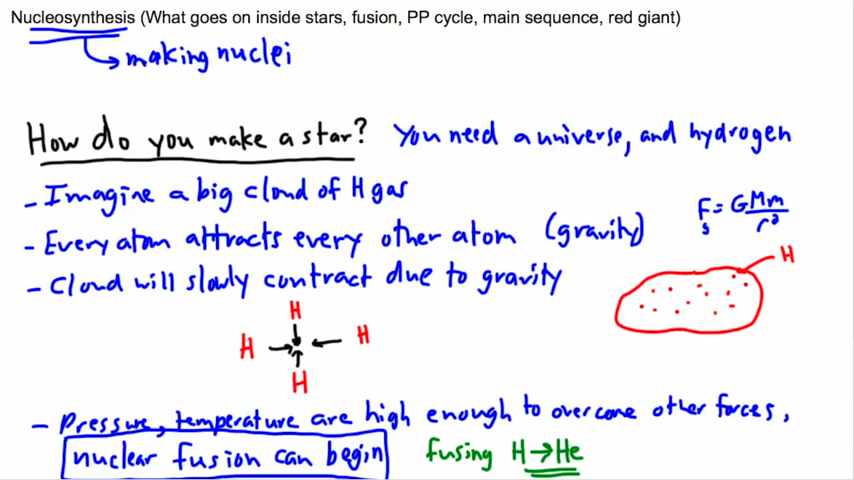 Nucleosynthesis (What goes on inside stars, fusion, PP cycle, main sequence, red giant)
making nuclei
How do you make a star? You need a universe, and hydrogen
- Imagine a big cloud of H gas
- Every atom attracts every other atom (gravity)
Fg = GMm/r²
- Cloud will slowly contract due to gravity
H
H
H
H
H
- Pressure, temperature are high enough to overcome other forces,
nuclear fusion can begin fusing H→He